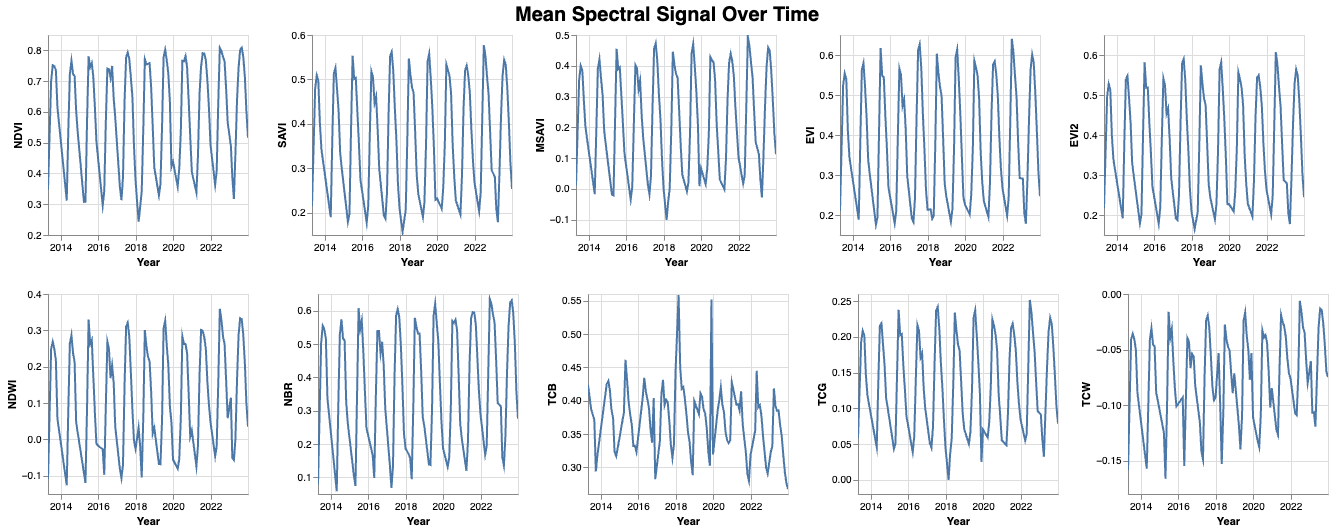 Mean Spectral Signal Over Time
NDVI
0.8
0.7
0.6
0.5
0.4
0.3
0.2
2014 2016 2018 2020 2022
Year
SAVI
0.6
0.5
0.4
0.3
0.2
2014 2016 2018 2020 2022
Year
MSAVI
0.5
0.4
0.3
0.2
0.1
0.0
−0.1
2014 2016 2018 2020 2022
Year
EVI
0.6
0.5
0.4
0.3
0.2
2014 2016 2018 2020 2022
Year
EVI2
0.6
0.5
0.4
0.3
0.2
2014 2016 2018 2020 2022
Year
NDWI
0.4
0.3
0.2
0.1
0.0
−0.1
2014 2016 2018 2020 2022
Year
NBR
0.6
0.5
0.4
0.3
0.2
0.1
2014 2016 2018 2020 2022
Year
TCB
0.55
0.50
0.45
0.40
0.35
0.30
2014 2016 2018 2020 2022
Year
TCG
0.25
0.20
0.15
0.10
0.05
0.00
2014 2016 2018 2020 2022
Year
TCW
0.00
−0.05
−0.10
−0.15
2014 2016 2018 2020 2022
Year